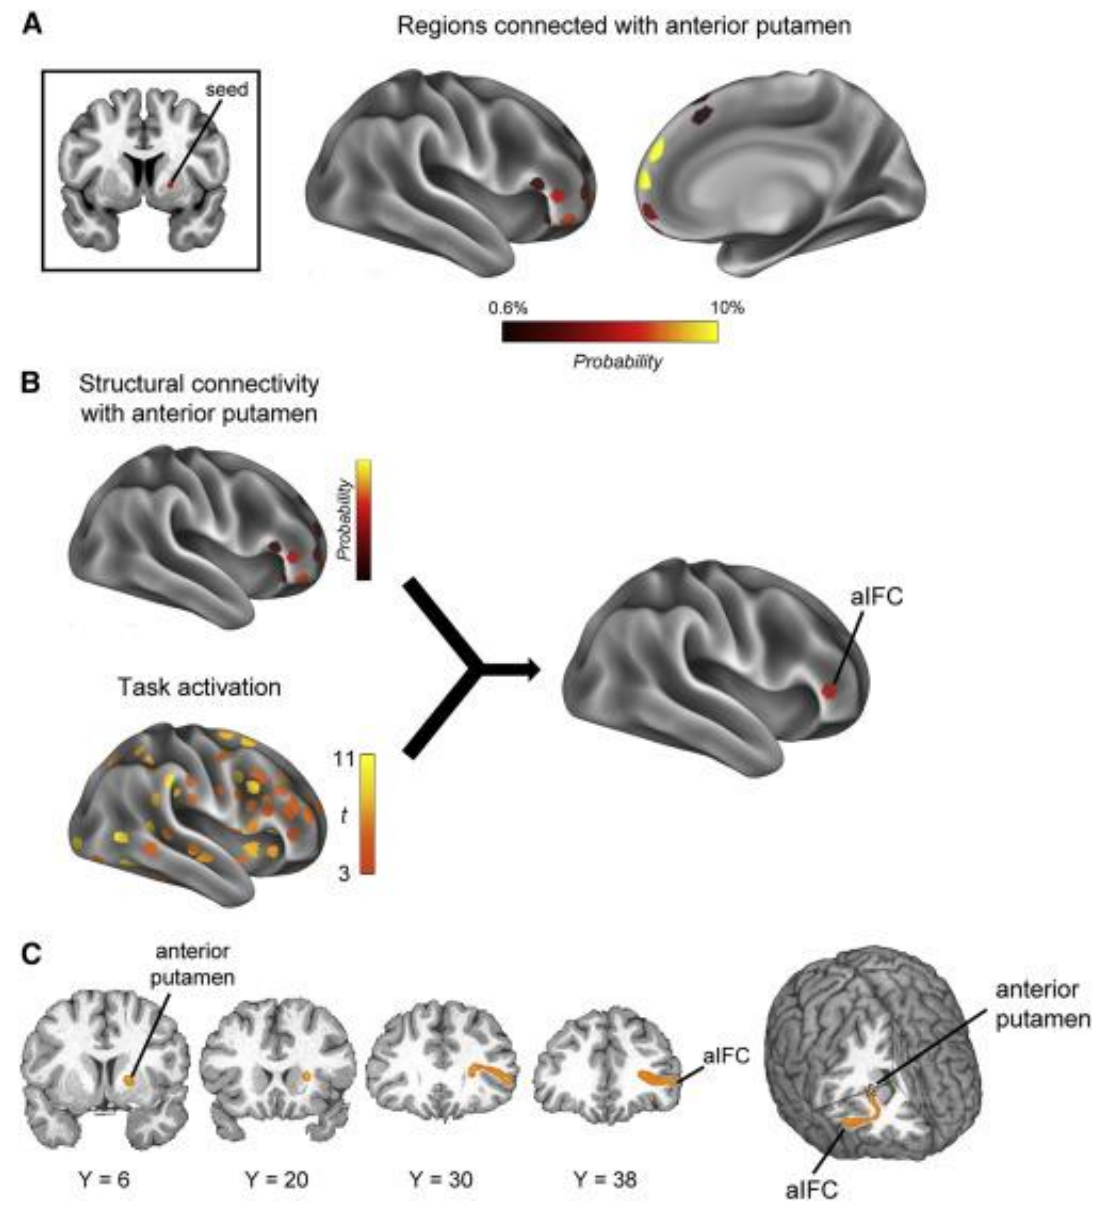 A
Regions connected with anterior putamen
seed
0.6%
10%
Probability
B
Structural connectivity
with anterior putamen
Probability
aIFC
Task activation
11
t
3
C
anterior
putamen
aIFC
anterior
putamen
Y = 6
Y = 20
Y = 30
Y = 38
aIFC